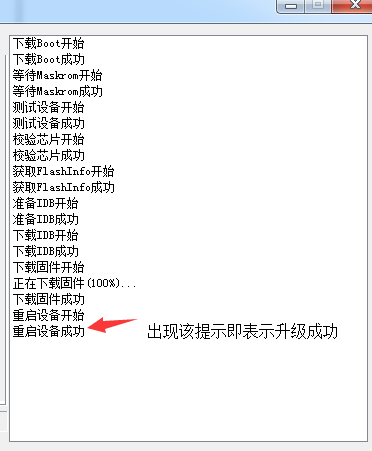 下载Boot开始
下载Boot成功
等待Maskrom开始
等待Maskrom成功
测试设备开始
测试设备成功
校验芯片开始
校验芯片成功
获取FlashInfo开始
获取FlashInfo成功
准备IDB开始
准备IDB成功
下载IDB开始
下载IDB成功
下载固件开始
正在下载固件(100%)...
下载固件成功
重启设备开始
重启设备成功
出现该提示即表示升级成功